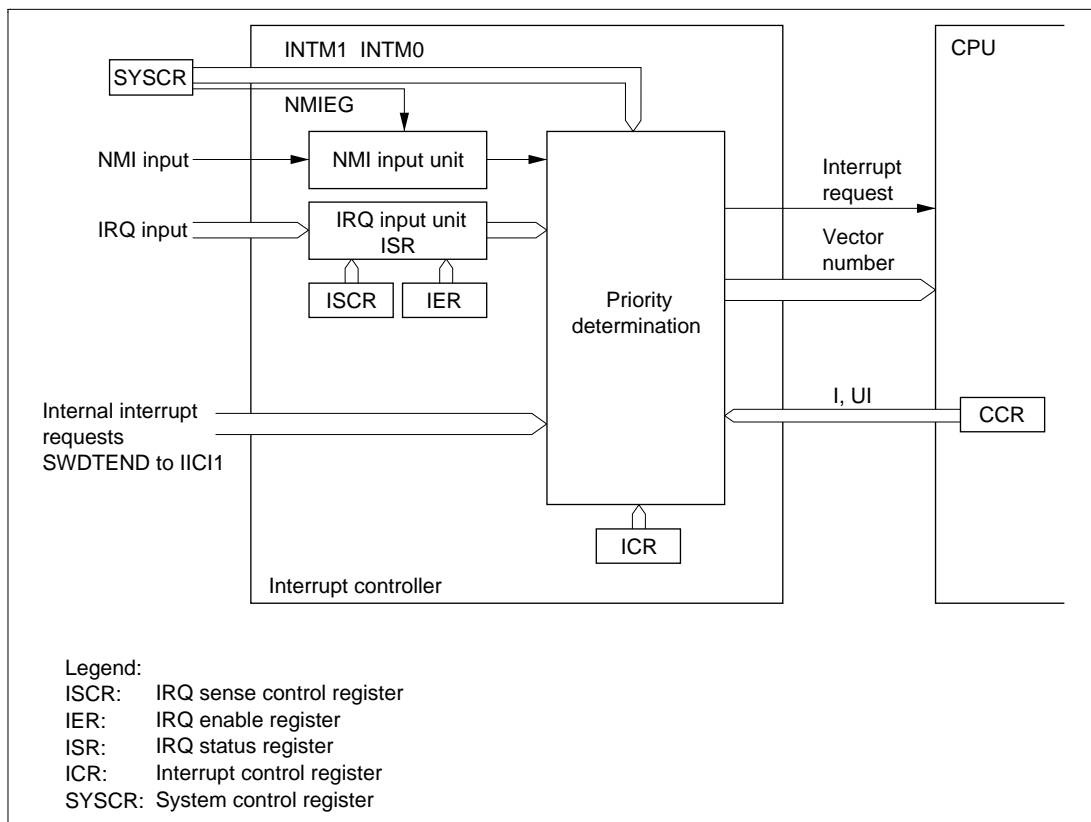 INTM1 INTM0
CPU
SYSCR
NMIEG
NMI input
NMI input unit
Interrupt
request
IRQ input
IRQ input unit
ISR
Vector
number
ISCR
IER
Priority
determination
I, UI
CCR
Internal interrupt
requests
SWDTEND to IICI1
ICR
Interrupt controller
Legend:
ISCR: IRQ sense control register
IER: IRQ enable register
ISR: IRQ status register
ICR: Interrupt control register
SYSCR: System control register